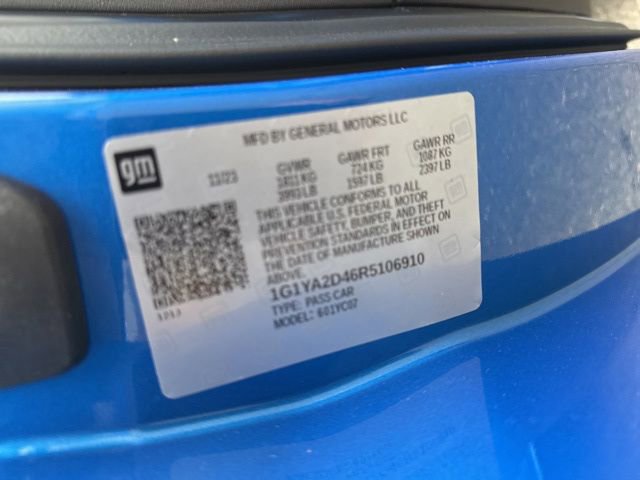 MFD BY GENERAL MOTORS LLC
gm
11/23 GVWR GAWR FRT GAWR RR
1811 KG 724 KG 1087 KG
3993 LB 1597 LB 2397 LB
THIS VEHICLE CONFORMS TO ALL
APPLICABLE U.S. FEDERAL MOTOR
VEHICLE SAFETY, BUMPER, AND THEFT
PREVENTION STANDARDS IN EFFECT ON
THE DATE OF MANUFACTURE SHOWN
ABOVE.
1G1YA2D46R5106910
TYPE: PASS CAR
MODEL: 601YC07